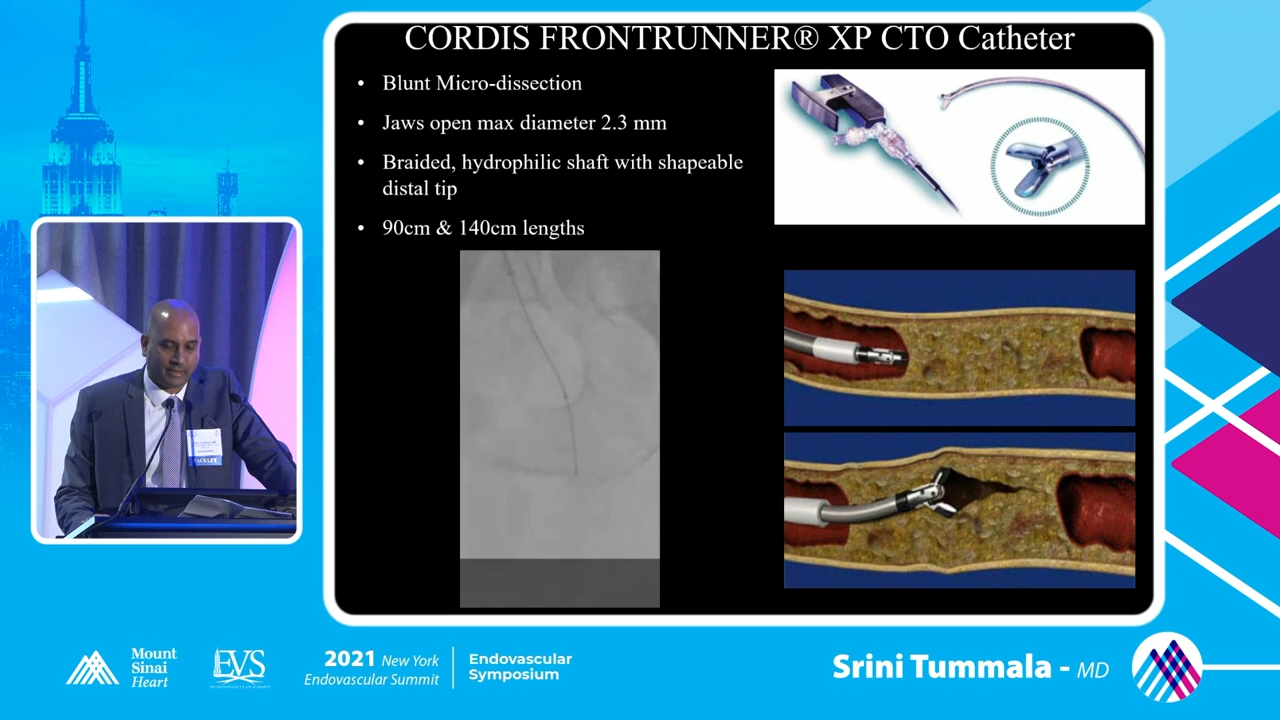 CORDIS FRONTRUNNER® XP CTO Catheter
• Blunt Micro-dissection
• Jaws open max diameter 2.3 mm
• Braided, hydrophilic shaft with shapeable
distal tip
• 90cm & 140cm lengths
FACULTY
Mount
Sinai
Heart
EVS
2021 New York
Endovascular Summit
Endovascular
Symposium
Srini Tummala - MD